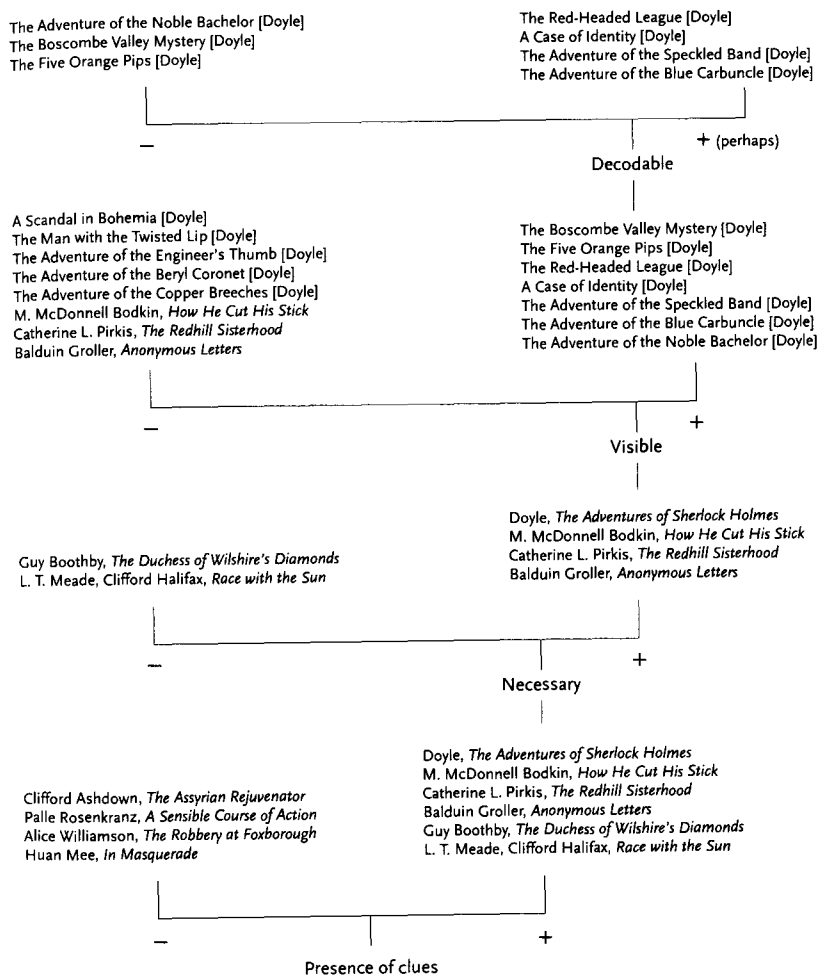 The Adventure of the Noble Bachelor [Doyle]
The Boscombe Valley Mystery [Doyle]
The Five Orange Pips [Doyle]
The Red-Headed League [Doyle]
A Case of Identity [Doyle]
The Adventure of the Speckled Band [Doyle]
The Adventure of the Blue Carbuncle [Doyle]
–
+ (perhaps)
Decodable
A Scandal in Bohemia [Doyle]
The Man with the Twisted Lip [Doyle]
The Adventure of the Engineer's Thumb [Doyle]
The Adventure of the Beryl Coronet [Doyle]
The Adventure of the Copper Breeches [Doyle]
M. McDonnell Bodkin, How He Cut His Stick
Catherine L. Pirkis, The Redhill Sisterhood
Balduin Groller, Anonymous Letters
The Boscombe Valley Mystery [Doyle]
The Five Orange Pips [Doyle]
The Red-Headed League [Doyle]
A Case of Identity [Doyle]
The Adventure of the Speckled Band [Doyle]
The Adventure of the Blue Carbuncle [Doyle]
The Adventure of the Noble Bachelor [Doyle]
–
+
Visible
Guy Boothby, The Duchess of Wilshire's Diamonds
L. T. Meade, Clifford Halifax, Race with the Sun
Doyle, The Adventures of Sherlock Holmes
M. McDonnell Bodkin, How He Cut His Stick
Catherine L. Pirkis, The Redhill Sisterhood
Balduin Groller, Anonymous Letters
–
+
Necessary
Clifford Ashdown, The Assyrian Rejuvenator
Palle Rosenkranz, A Sensible Course of Action
Alice Williamson, The Robbery at Foxborough
Huan Mee, In Masquerade
Doyle, The Adventures of Sherlock Holmes
M. McDonnell Bodkin, How He Cut His Stick
Catherine L. Pirkis, The Redhill Sisterhood
Balduin Groller, Anonymous Letters
Guy Boothby, The Duchess of Wilshire's Diamonds
L. T. Meade, Clifford Halifax, Race with the Sun
–
+
Presence of clues